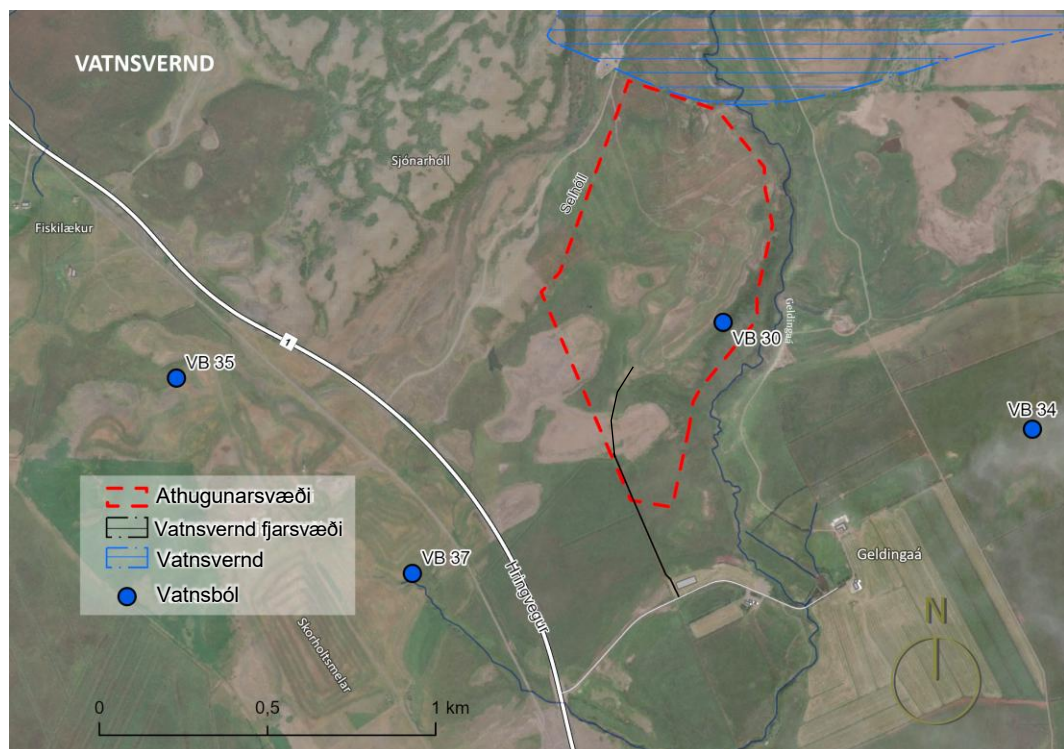 VATNSVERND
Sjónarhóll
Selhóll
Fiskilækur
Geldingaá
VB 30
1
VB 35
VB 34
Athugunarsvæði
Vatnsvernd fjarsvæði
Vatnsvernd
Vatnsból
VB 37
Hringvegur
Geldingaá
Skorholtsmelar
N
0 0,5 1 km